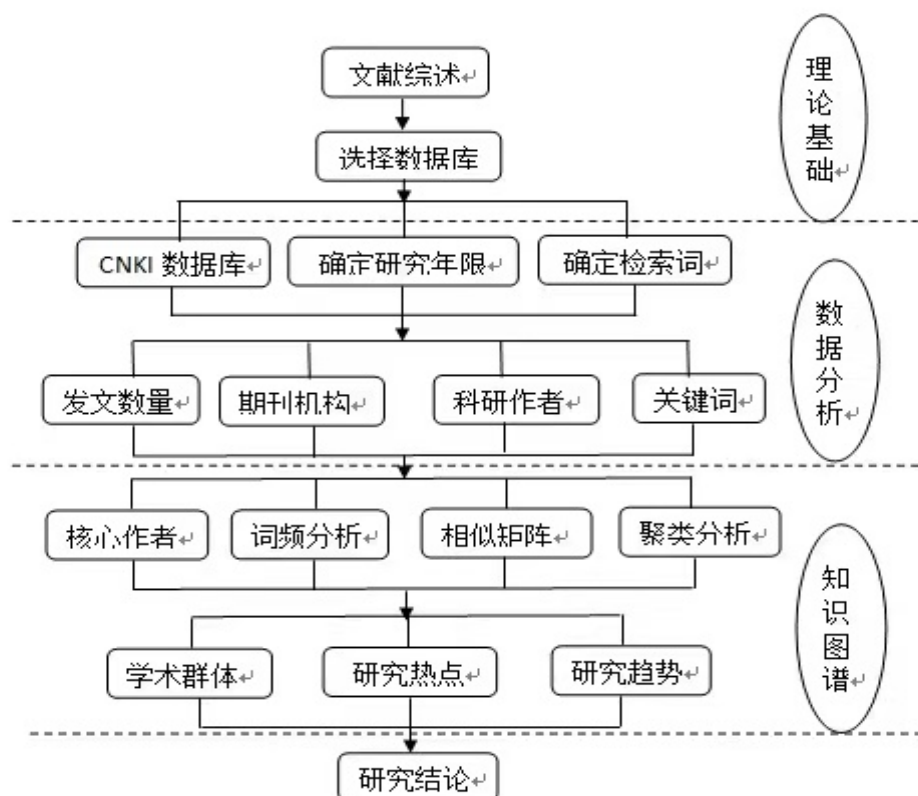 文献综述
选择数据库
理论基础
CNKI 数据库
确定研究年限
确定检索词
数据分析
发文数量
期刊机构
科研作者
关键词
核心作者
词频分析
相似矩阵
聚类分析
知识图谱
学术群体
研究热点
研究趋势
研究结论